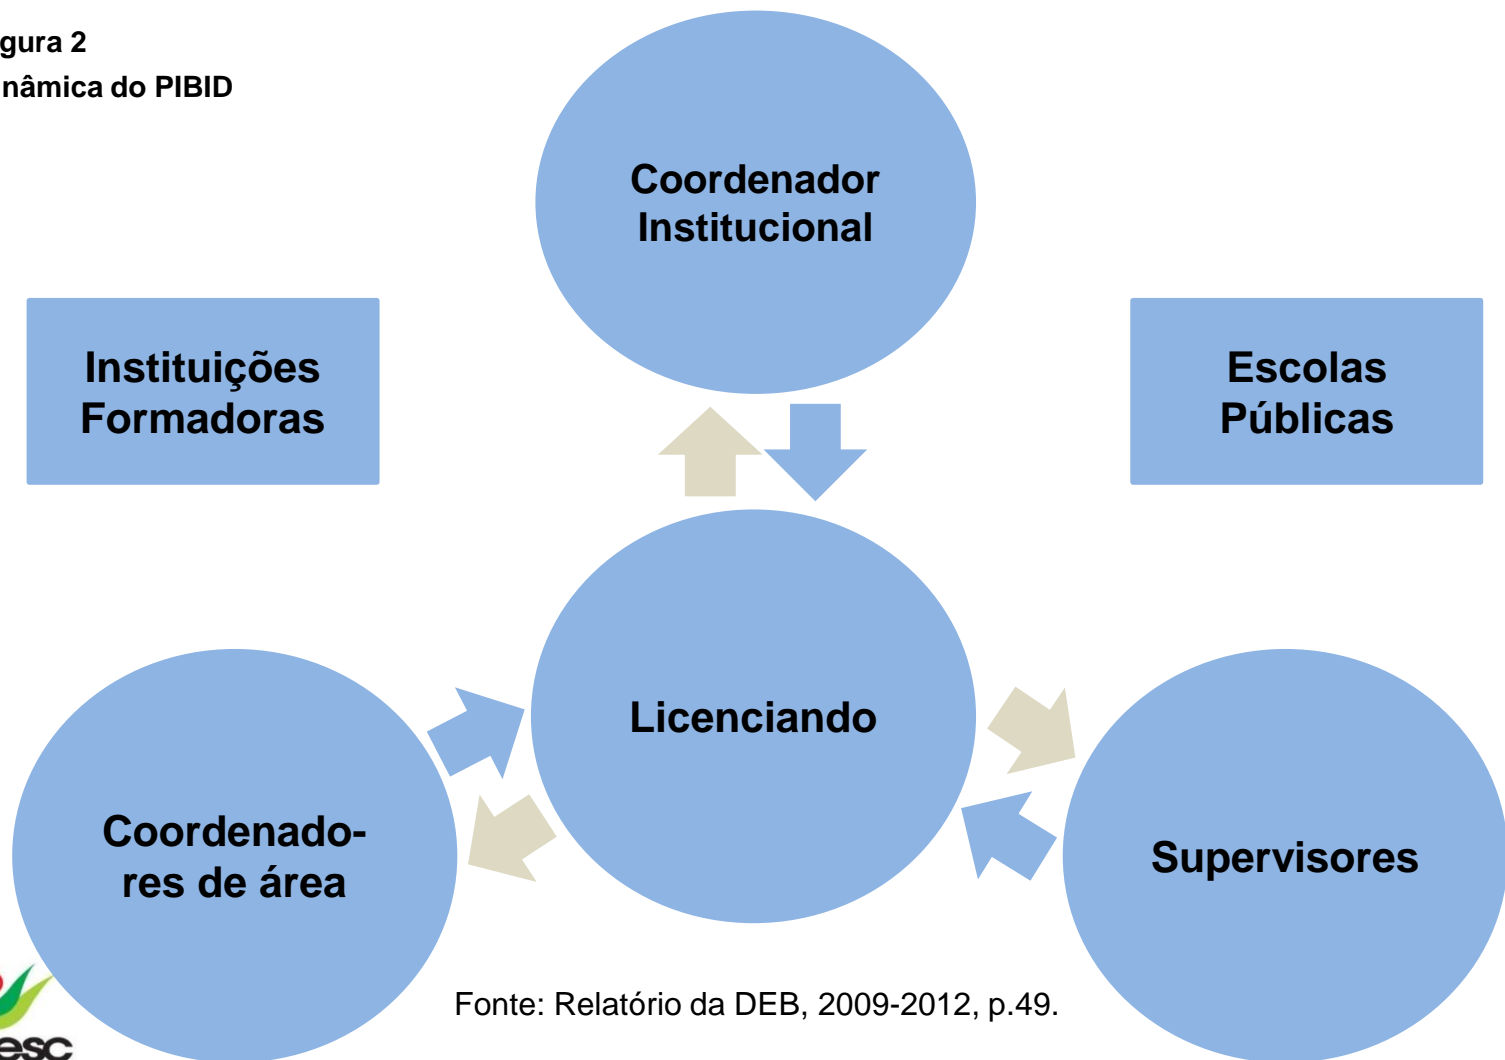 gura 2
nâmica do PIBID
Coordenador
Institucional
Instituições
Formadoras
Escolas
Públicas
Licenciando
Coordenado-
res de área
Supervisores
Fonte: Relatório da DEB, 2009-2012, p.49.
esc